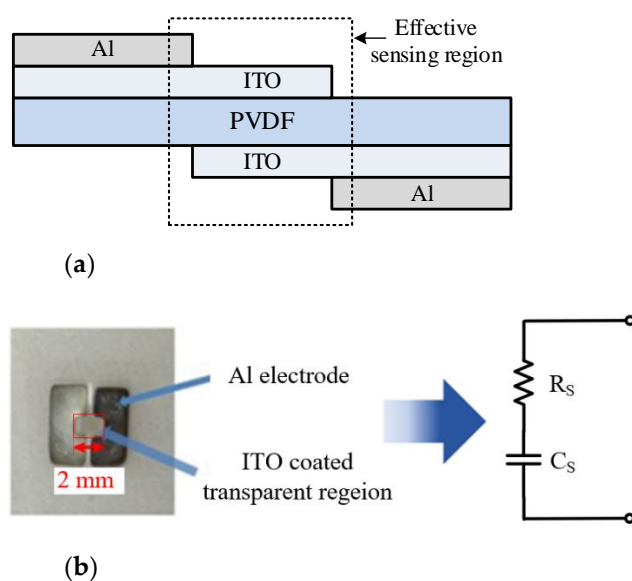 Al
Effective
sensing region
ITO
PVDF
ITO
Al
(a)
Al electrode
2 mm
ITO coated
transparent regeion
R_S
C_S
(b)